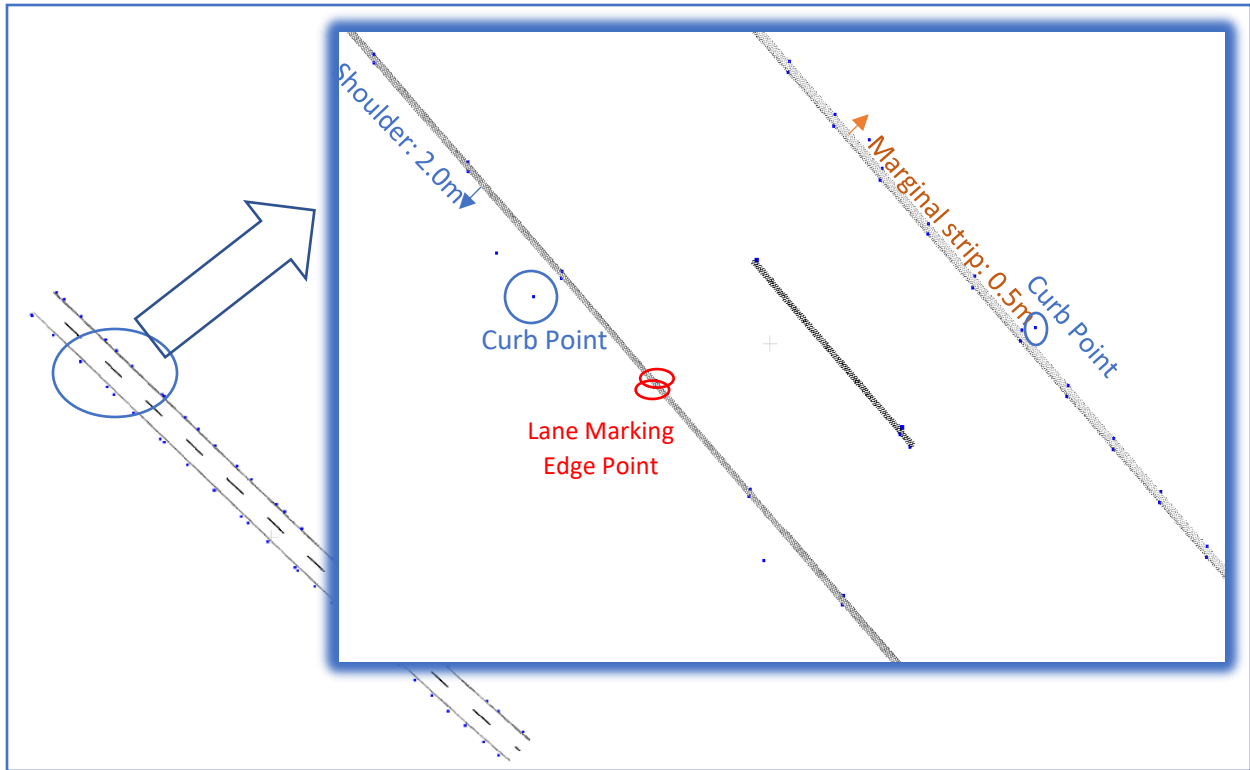 Shoulder: 2.0m
Marginal strip: 0.5m
Curb Point
Curb Point
Lane Marking
Edge Point